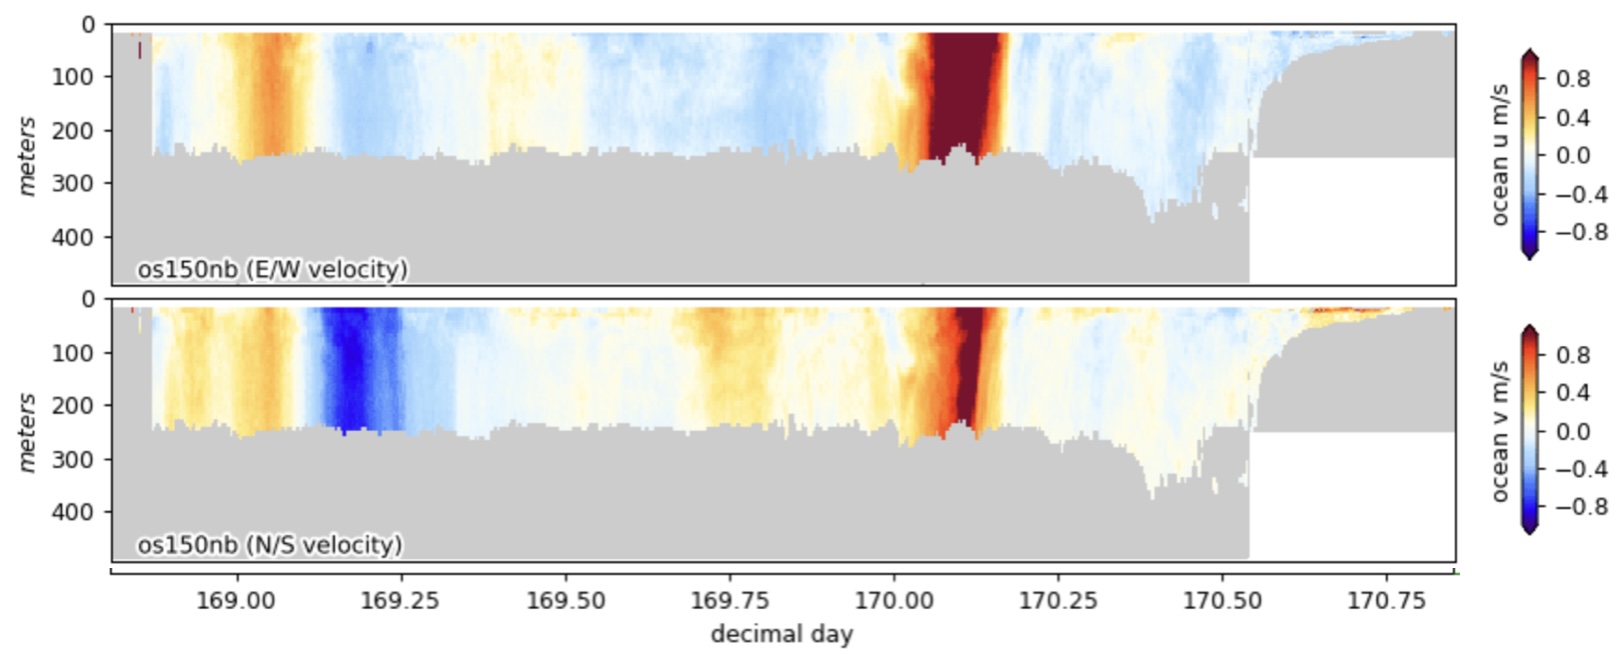 0
100
200
300
400
meters
os150nb (E/W velocity)
0.8
0.4
0.0
−0.4
−0.8
ocean u m/s
0
100
200
300
400
meters
os150nb (N/S velocity)
0.8
0.4
0.0
−0.4
−0.8
ocean v m/s
169.00 169.25 169.50 169.75 170.00 170.25 170.50 170.75
decimal day